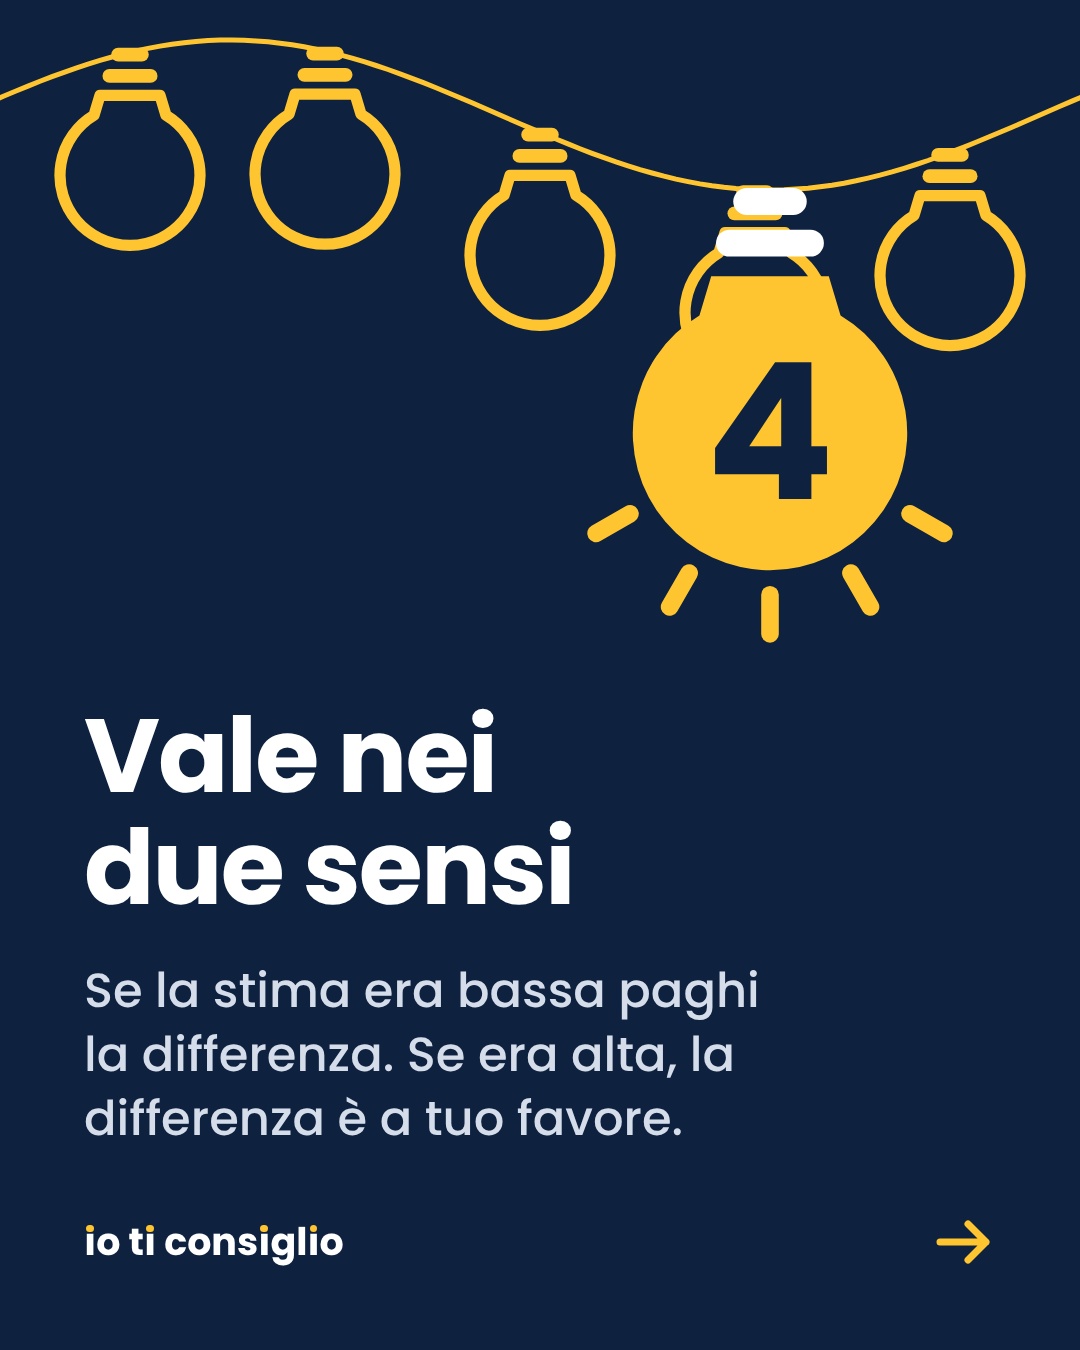 4
Vale nei
due sensi
Se la stima era bassa paghi
la differenza. Se era alta, la
differenza è a tuo favore.
io ti consiglio